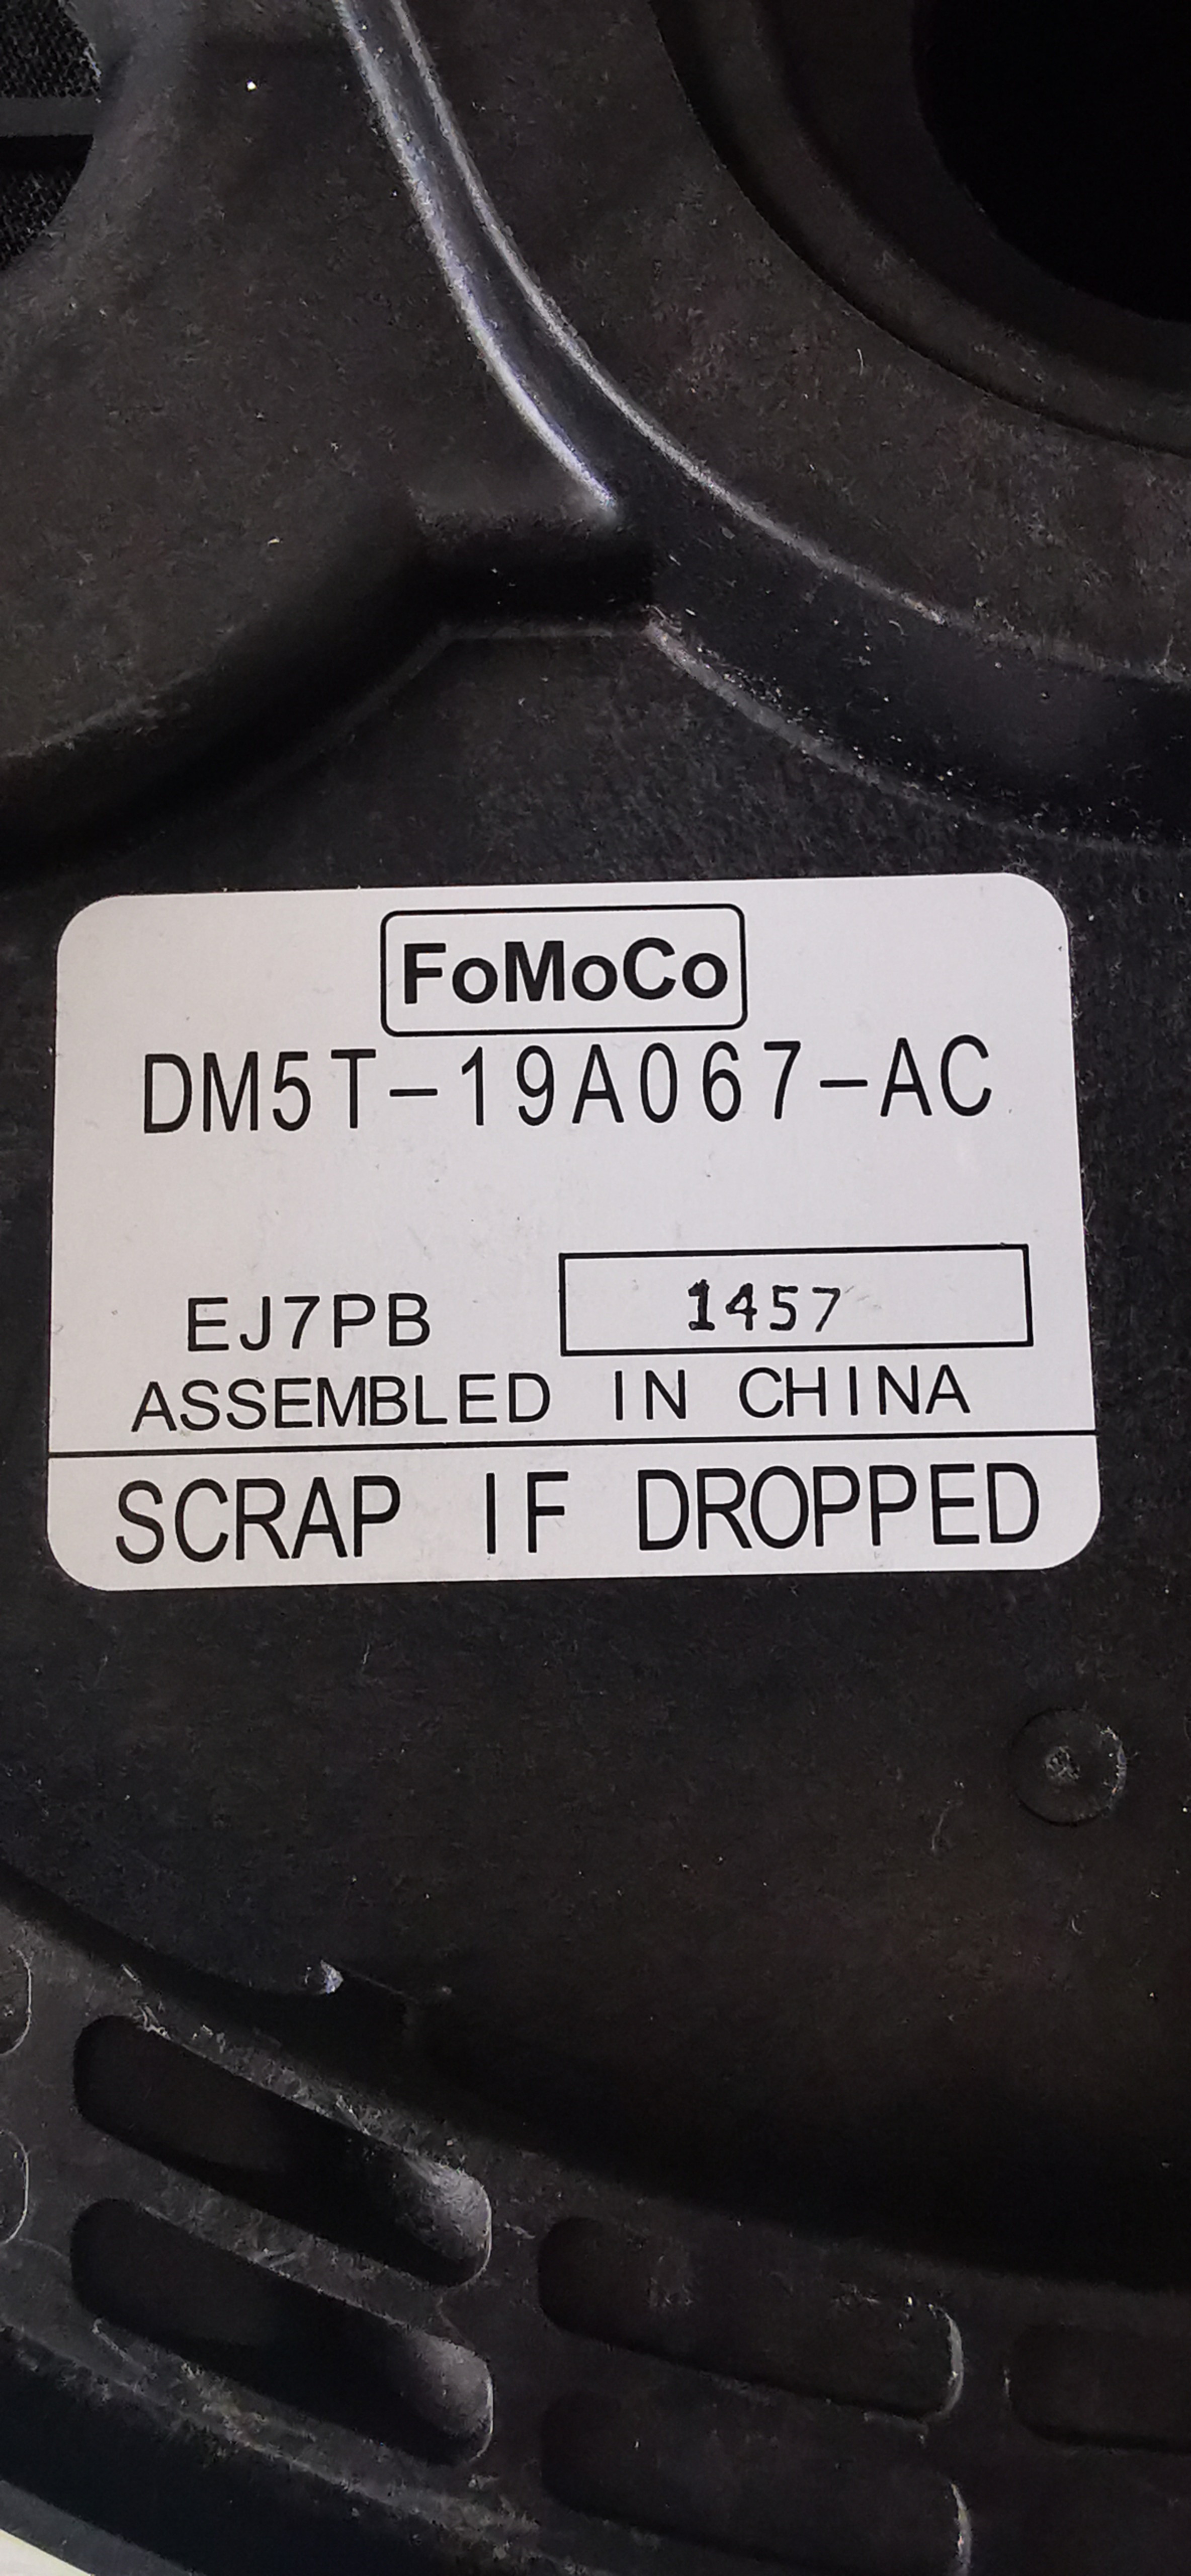 FoMoCo
DM5T-19A067-AC
EJ7PB 1457
ASSEMBLED IN CHINA
SCRAP IF DROPPED